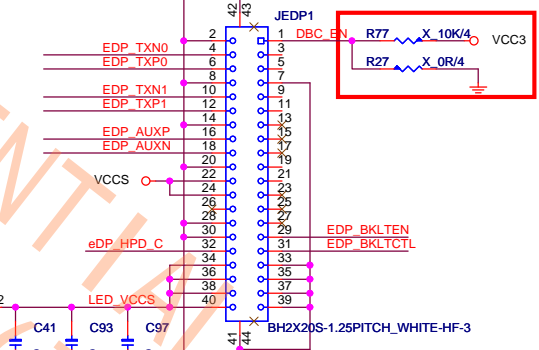 42 43
JEDP1
2 1 DBC_EN R77 X_10K/4 VCC3
EDP_TXN0 4 3
EDP_TXP0 6 5 R27 X_0R/4
8 7
EDP_TXN1 10 9
EDP_TXP1 12 11
14 13
EDP_AUXP 16 15
EDP_AUXN 18 17
20 19
VCCS 22 21
24 23
26 25
28 27
30 29 EDP_BKLTEN
eDP_HPD_C 32 31 EDP_BKLTCTL
34 33
36 35
38 37
2 LED_VCCS 40 39
C41 C93 C97 BH2X20S-1.25PITCH_WHITE-HF-3
41 44
NTIAL